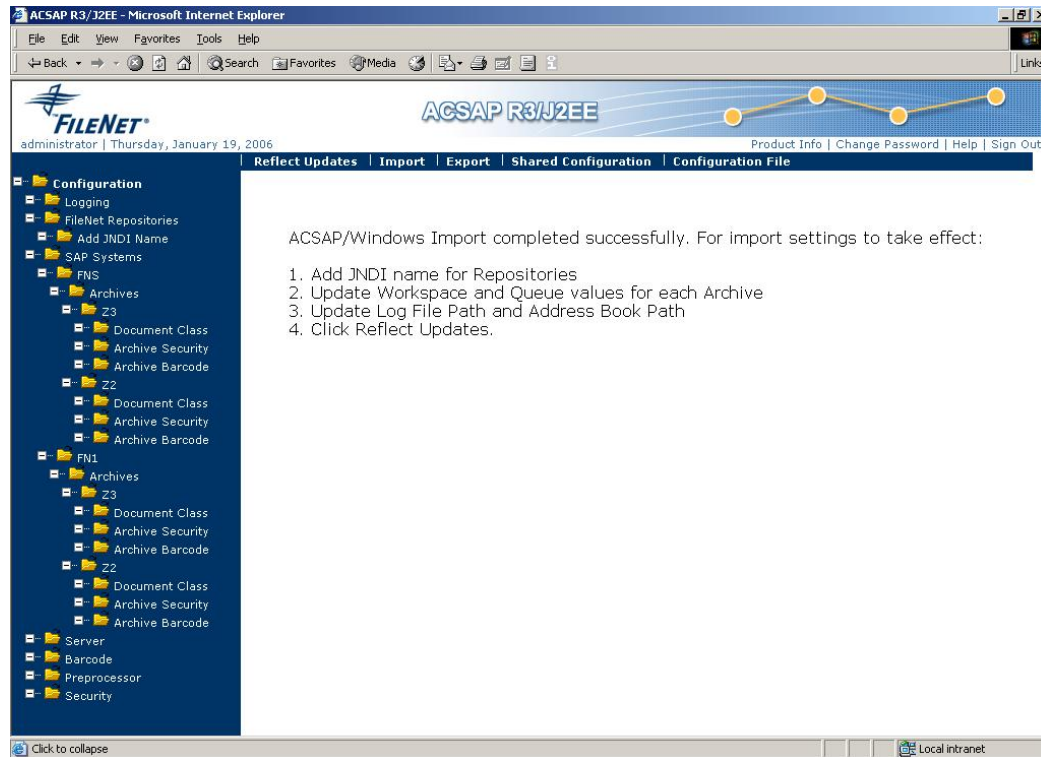 ACSAP R3/J2EE - Microsoft Internet Explorer
File Edit View Favorites Tools Help
Back Search Favorites Media Links
FILENET
ACSAP R3/J2EE
administrator | Thursday, January 19, 2006 Product Info | Change Password | Help | Sign Out
| Reflect Updates | Import | Export | Shared Configuration | Configuration File
Configuration
Logging
FileNet Repositories
Add JNDI Name
SAP Systems
FNS
Archives
Z3
Document Class
Archive Security
Archive Barcode
Z2
Document Class
Archive Security
Archive Barcode
FN1
Archives
Z3
Document Class
Archive Security
Archive Barcode
Z2
Document Class
Archive Security
Archive Barcode
Server
Barcode
Preprocessor
Security
ACSAP/Windows Import completed successfully. For import settings to take effect:
1. Add JNDI name for Repositories
2. Update Workspace and Queue values for each Archive
3. Update Log File Path and Address Book Path
4. Click Reflect Updates.
Click to collapse Local intranet